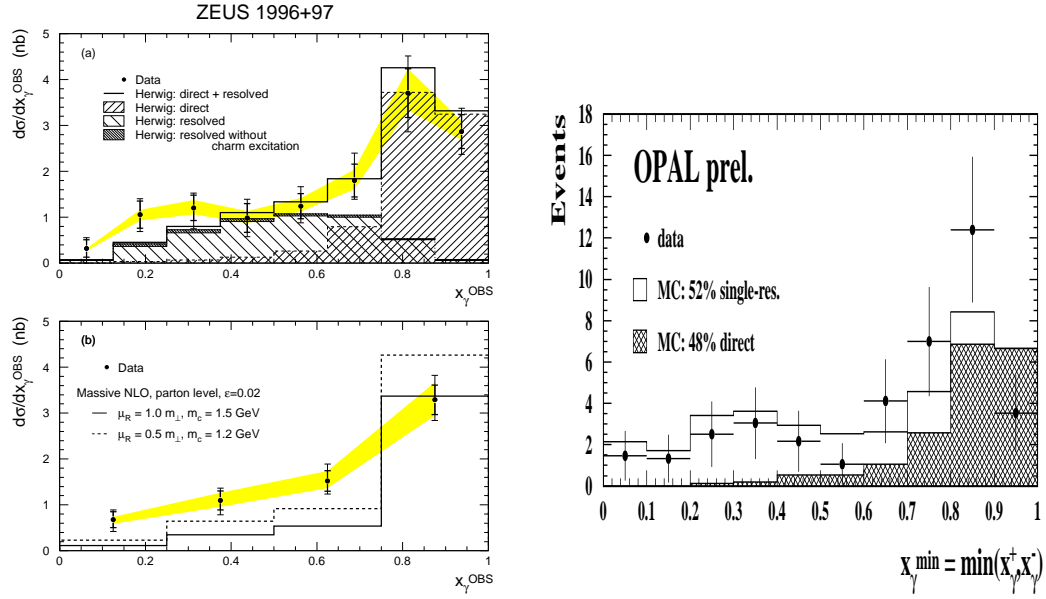 ZEUS 1996+97
dσ/dx_γ^OBS (nb)
5
4
3
2
1
0
(a)
Data
Herwig: direct + resolved
Herwig: direct
Herwig: resolved
Herwig: resolved without
charm excitation
0 0.2 0.4 0.6 0.8 1
x_γ^OBS
dσ/dx_γ^OBS (nb)
5
4
3
2
1
0
(b)
Data
Massive NLO, parton level, ε=0.02
μ_R = 1.0 m_⊥, m_c = 1.5 GeV
μ_R = 0.5 m_⊥, m_c = 1.2 GeV
0 0.2 0.4 0.6 0.8 1
x_γ^OBS
Events
18
16
14
12
10
8
6
4
2
0
OPAL prel.
data
MC: 52% single-res.
MC: 48% direct
0 0.1 0.2 0.3 0.4 0.5 0.6 0.7 0.8 0.9 1
x_γ^min = min(x_γ^+,x_γ^-)